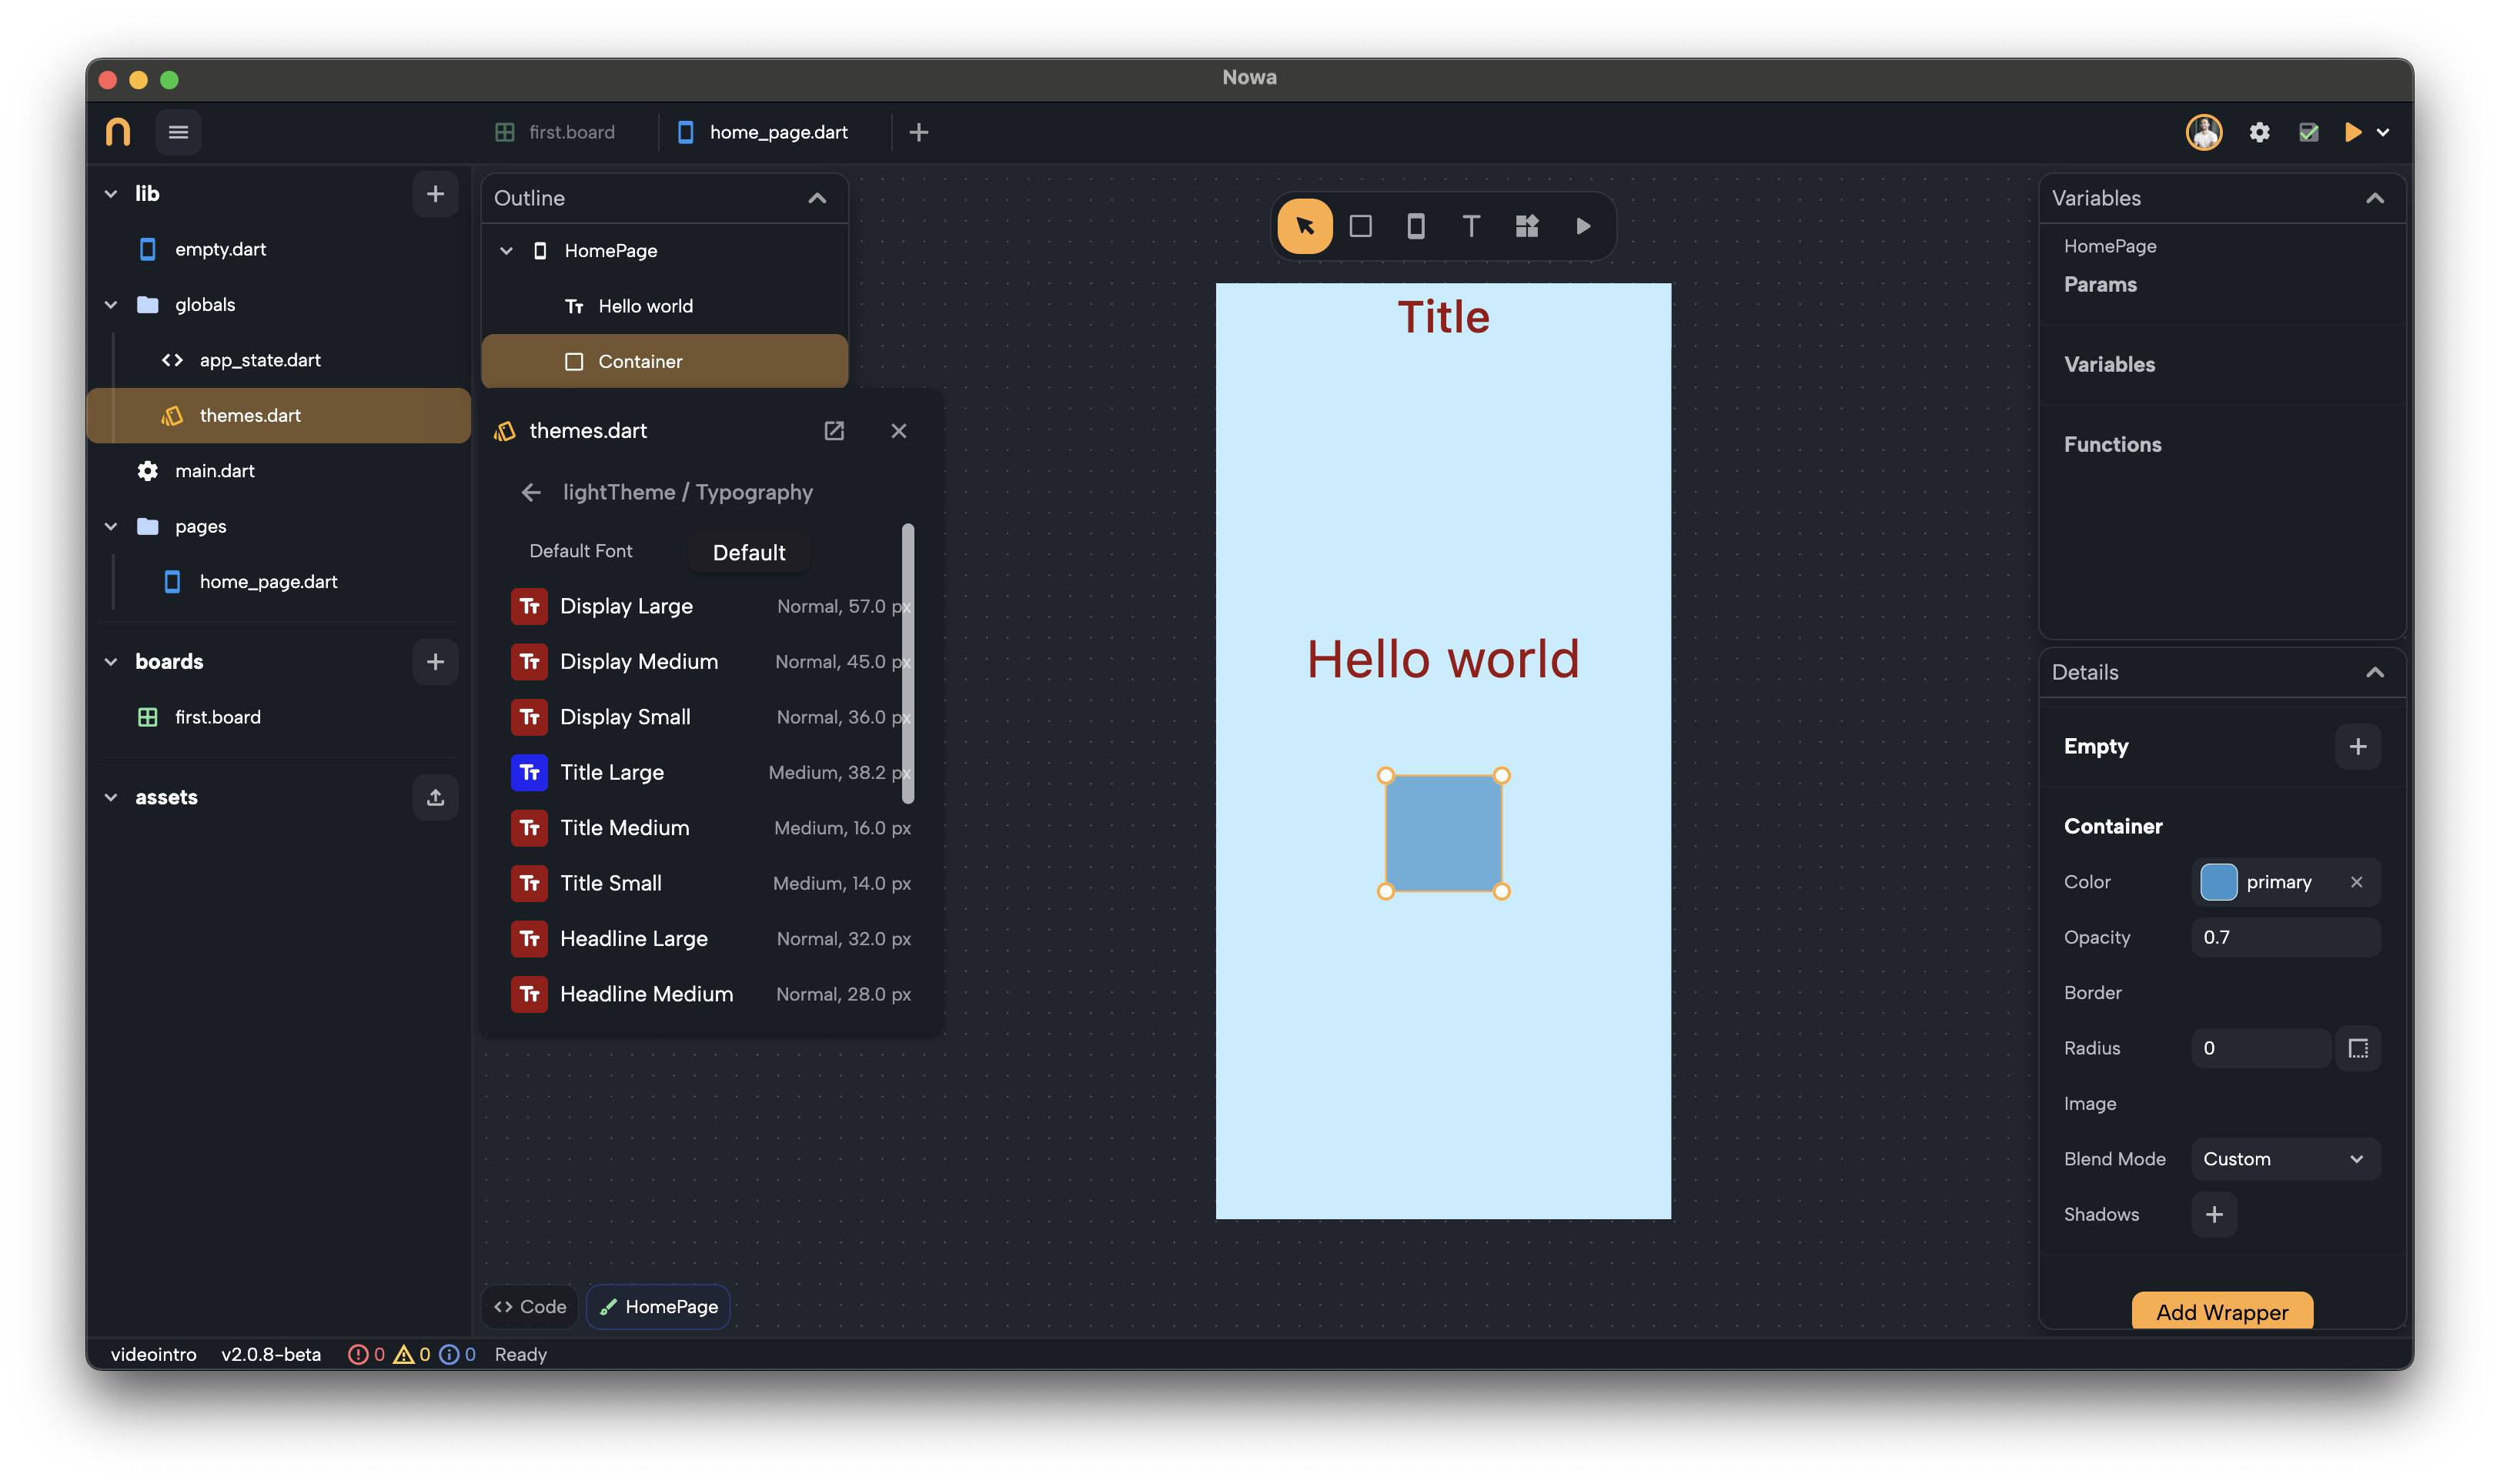 Nowa
first.board
home_page.dart
lib
empty.dart
globals
app_state.dart
themes.dart
main.dart
pages
home_page.dart
boards
first.board
assets
Outline
HomePage
Hello world
Container
themes.dart
lightTheme / Typography
Default Font
Default
Display Large Normal, 57.0 px
Display Medium Normal, 45.0 px
Display Small Normal, 36.0 px
Title Large Medium, 38.2 px
Title Medium Medium, 16.0 px
Title Small Medium, 14.0 px
Headline Large Normal, 32.0 px
Headline Medium Normal, 28.0 px
Title
Hello world
Code
HomePage
Variables
HomePage
Params
Variables
Functions
Details
Empty
Container
Color primary
Opacity 0.7
Border
Radius 0
Image
Blend Mode Custom
Shadows
Add Wrapper
videointro v2.0.8-beta 0 0 0 Ready